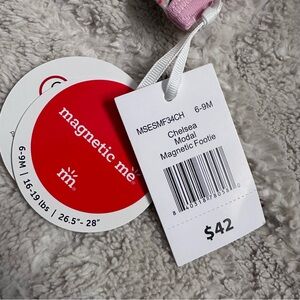 magnetic me
m.
6-9M | 16-19 lbs | 26.5"- 28"
MSESMF34CH 6-9M
Chelsea
Modal
Magnetic Footie
$42